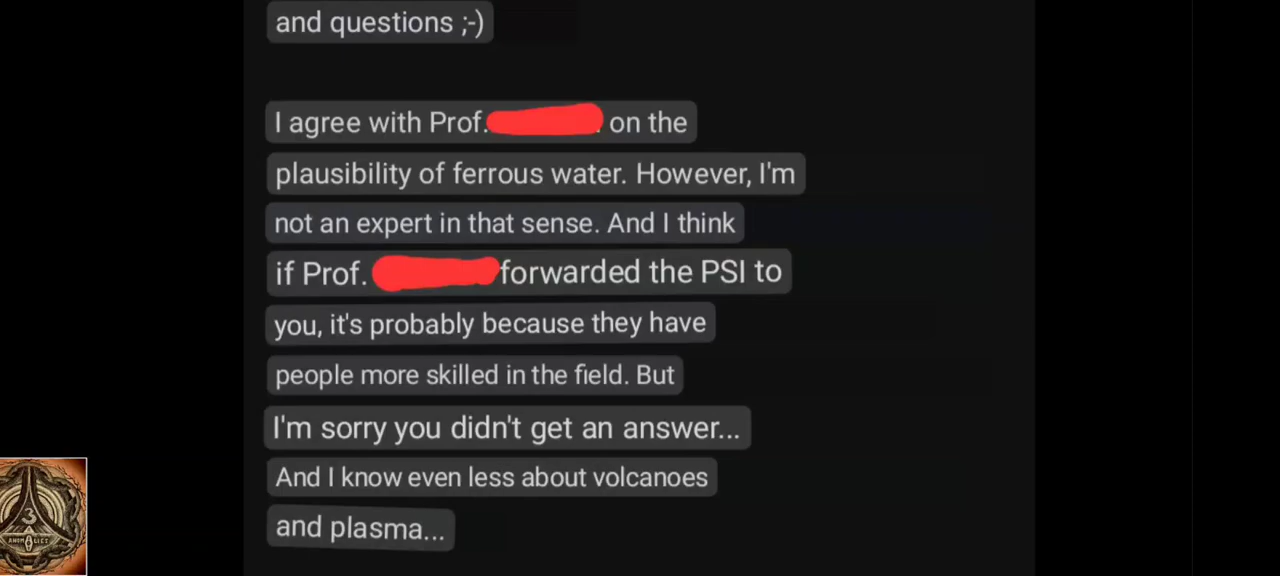 and questions ;-)
I agree with Prof. on the
plausibility of ferrous water. However, I'm
not an expert in that sense. And I think
if Prof. forwarded the PSI to
you, it's probably because they have
people more skilled in the field. But
I'm sorry you didn't get an answer...
And I know even less about volcanoes
and plasma...
3